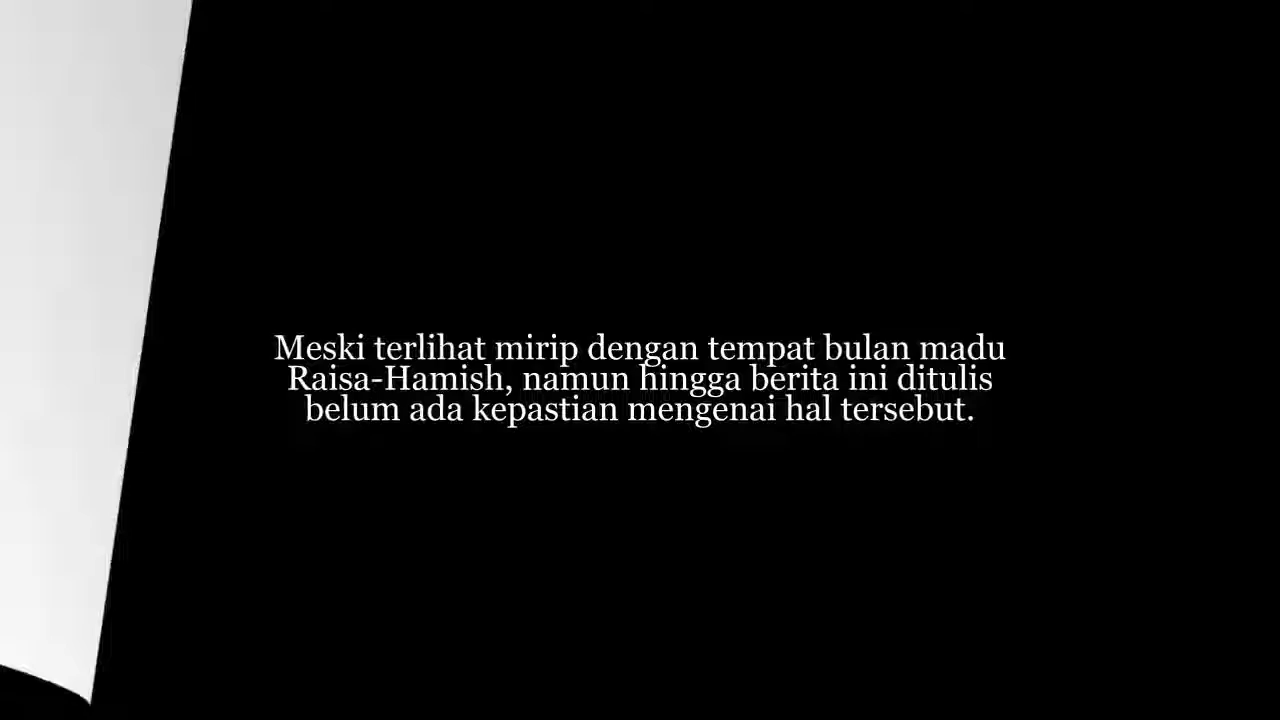 Meski terlihat mirip dengan tempat bulan madu
Raisa-Hamish, namun hingga berita ini ditulis
belum ada kepastian mengenai hal tersebut.